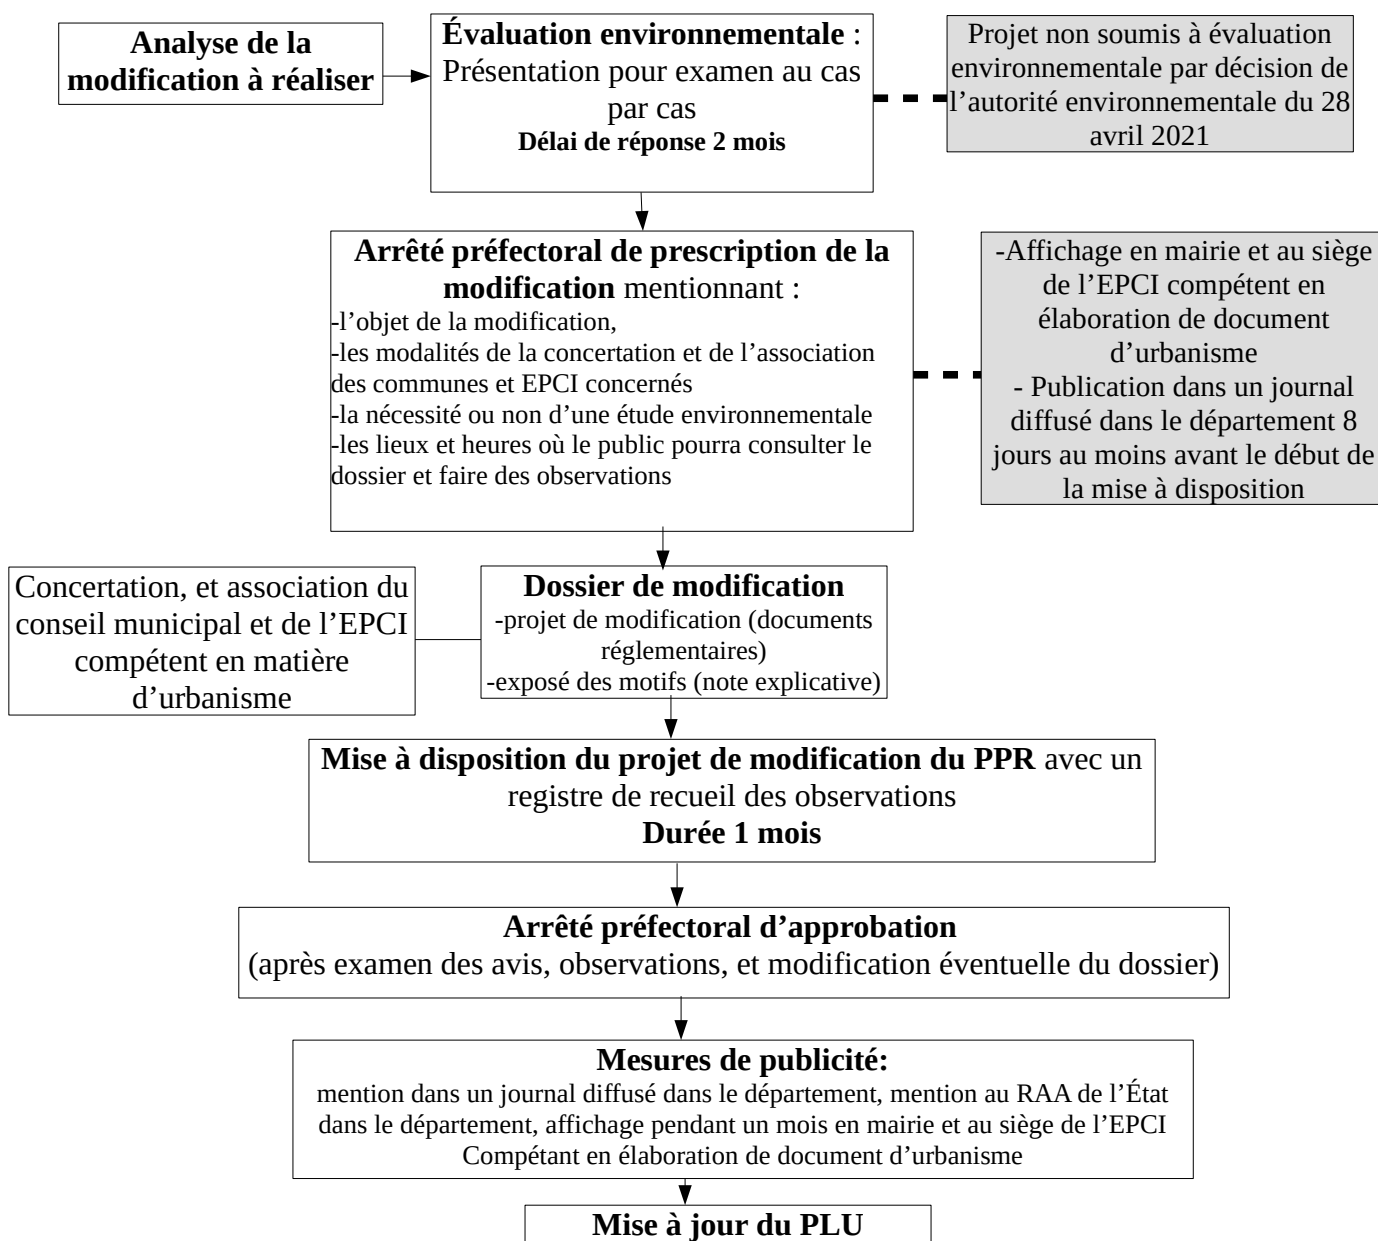 Analyse de la
modification à réaliser
Évaluation environnementale :
Présentation pour examen au cas
par cas
Délai de réponse 2 mois
Projet non soumis à évaluation
environnementale par décision de
l’autorité environnementale du 28
avril 2021
Arrêté préfectoral de prescription de la
modification mentionnant :
-l’objet de la modification,
-les modalités de la concertation et de l’association
des communes et EPCI concernés
-la nécessité ou non d’une étude environnementale
-les lieux et heures où le public pourra consulter le
dossier et faire des observations
-Affichage en mairie et au siège
de l’EPCI compétent en
élaboration de document
d’urbanisme
- Publication dans un journal
diffusé dans le département 8
jours au moins avant le début de
la mise à disposition
Concertation, et association du
conseil municipal et de l’EPCI
compétent en matière
d’urbanisme
Dossier de modification
-projet de modification (documents
réglementaires)
-exposé des motifs (note explicative)
Mise à disposition du projet de modification du PPR avec un
registre de recueil des observations
Durée 1 mois
Arrêté préfectoral d’approbation
(après examen des avis, observations, et modification éventuelle du dossier)
Mesures de publicité:
mention dans un journal diffusé dans le département, mention au RAA de l’État
dans le département, affichage pendant un mois en mairie et au siège de l’EPCI
Compétant en élaboration de document d’urbanisme
Mise à jour du PLU